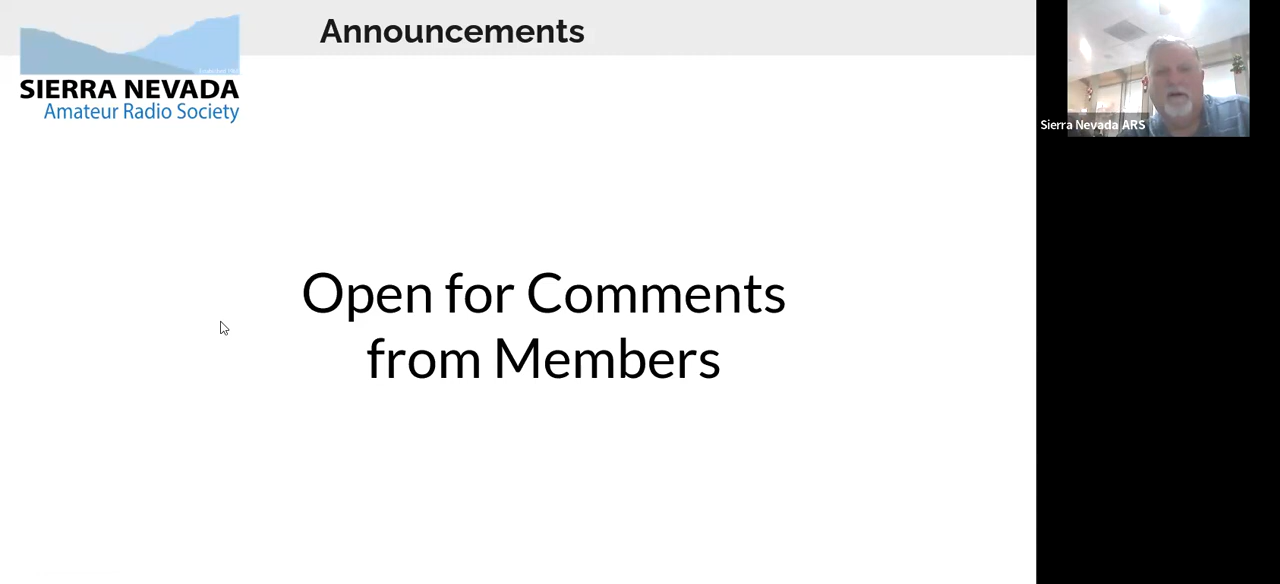 Announcements
SIERRA NEVADA
Amateur Radio Society
Open for Comments
from Members
Sierra Nevada ARS